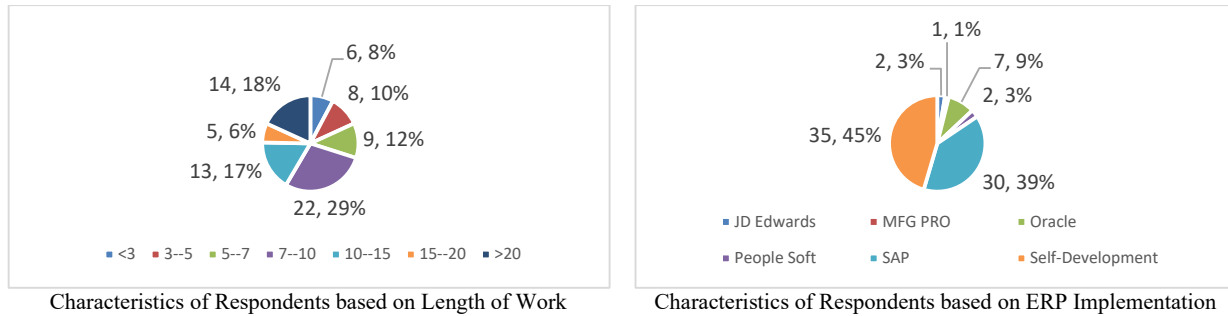 6, 8%
8, 10%
9, 12%
22, 29%
13, 17%
5, 6%
14, 18%
<3 3--5 5--7 7--10 10--15 15--20 >20
Characteristics of Respondents based on Length of Work
1, 1%
2, 3%
7, 9%
2, 3%
30, 39%
35, 45%
JD Edwards MFG PRO Oracle
People Soft SAP Self-Development
Characteristics of Respondents based on ERP Implementation